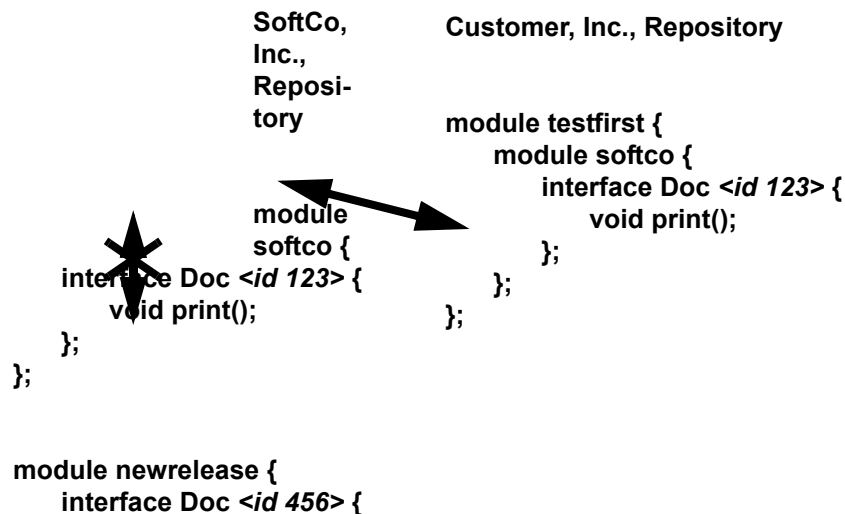 SoftCo,
Inc.,
Reposi-
tory
module
softco {
interface Doc <id 123> {
void print();
};
};
module newrelease {
interface Doc <id 456> {
Customer, Inc., Repository
module testfirst {
module softco {
interface Doc <id 123> {
void print();
};
};
};